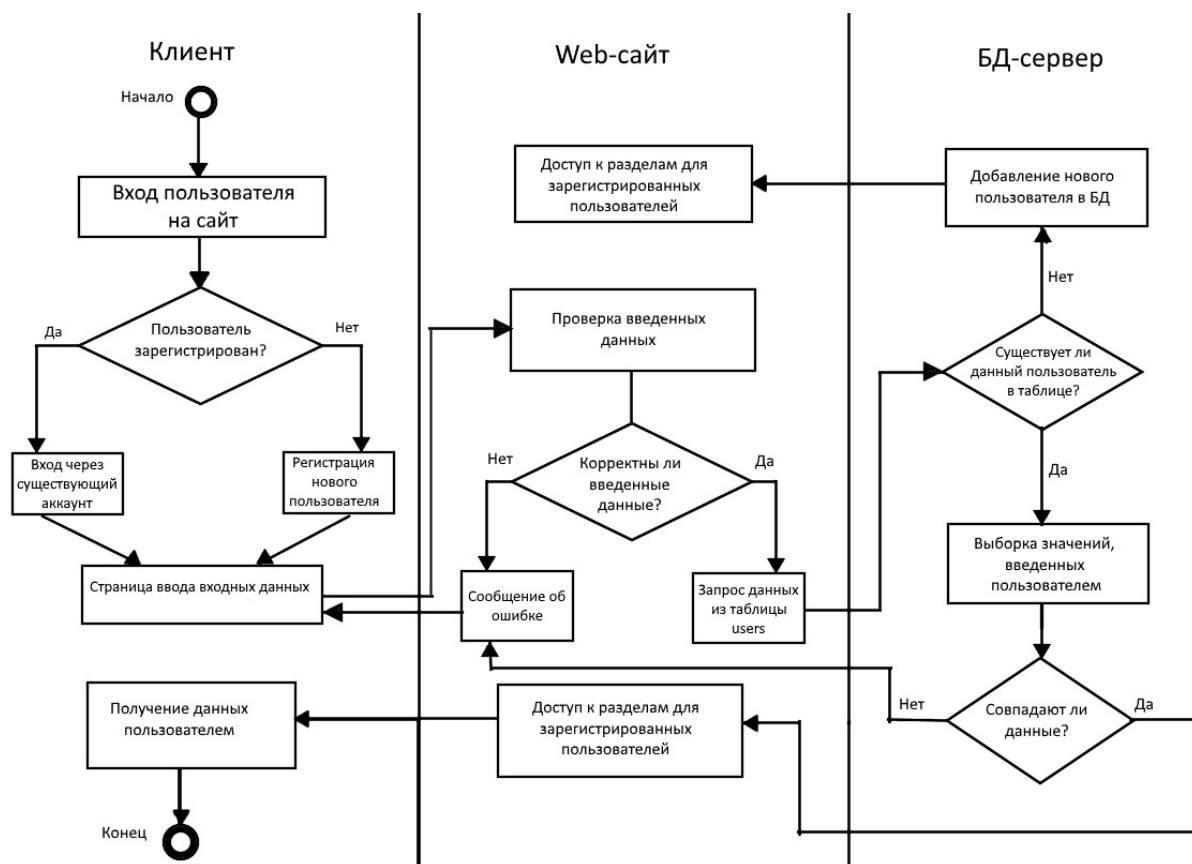 Клиент
Web-сайт
БД-сервер
Начало
Вход пользователя
на сайт
Доступ к разделам для
зарегистрированных
пользователей
Добавление нового
пользователя в БД
Нет
Да
Пользователь
зарегистрирован?
Нет
Проверка введенных
данных
Существует ли
данный пользователь
в таблице?
Вход через
существующий
аккаунт
Регистрация
нового
пользователя
Нет
Корректны ли
введенные
данные?
Да
Да
Выборка значений,
введенных
пользователем
Страница ввода входных данных
Сообщение об
ошибке
Запрос данных
из таблицы
users
Получение данных
пользователем
Доступ к разделам для
зарегистрированных
пользователей
Нет
Совпадают ли
данные?
Да
Конец